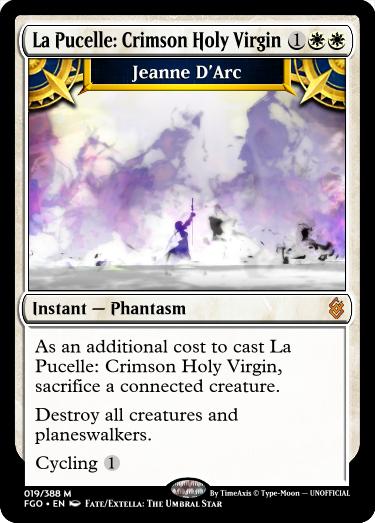 La Pucelle: Crimson Holy Virgin 1
Jeanne D'Arc
Instant — Phantasm
As an additional cost to cast La
Pucelle: Crimson Holy Virgin,
sacrifice a connected creature.
Destroy all creatures and
planeswalkers.
Cycling 1
019/388 M
FGO • EN Fate/Extella: The Umbral Star
By TimeAxis © Type-Moon — UNOFFICIAL